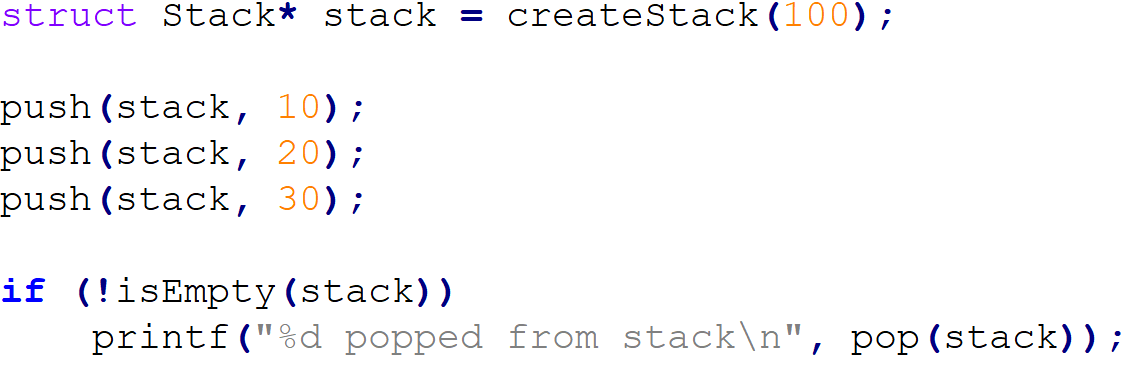 struct Stack* stack = createStack(100);
push(stack, 10);
push(stack, 20);
push(stack, 30);
if (!isEmpty(stack))
printf("%d popped from stack\n", pop(stack));